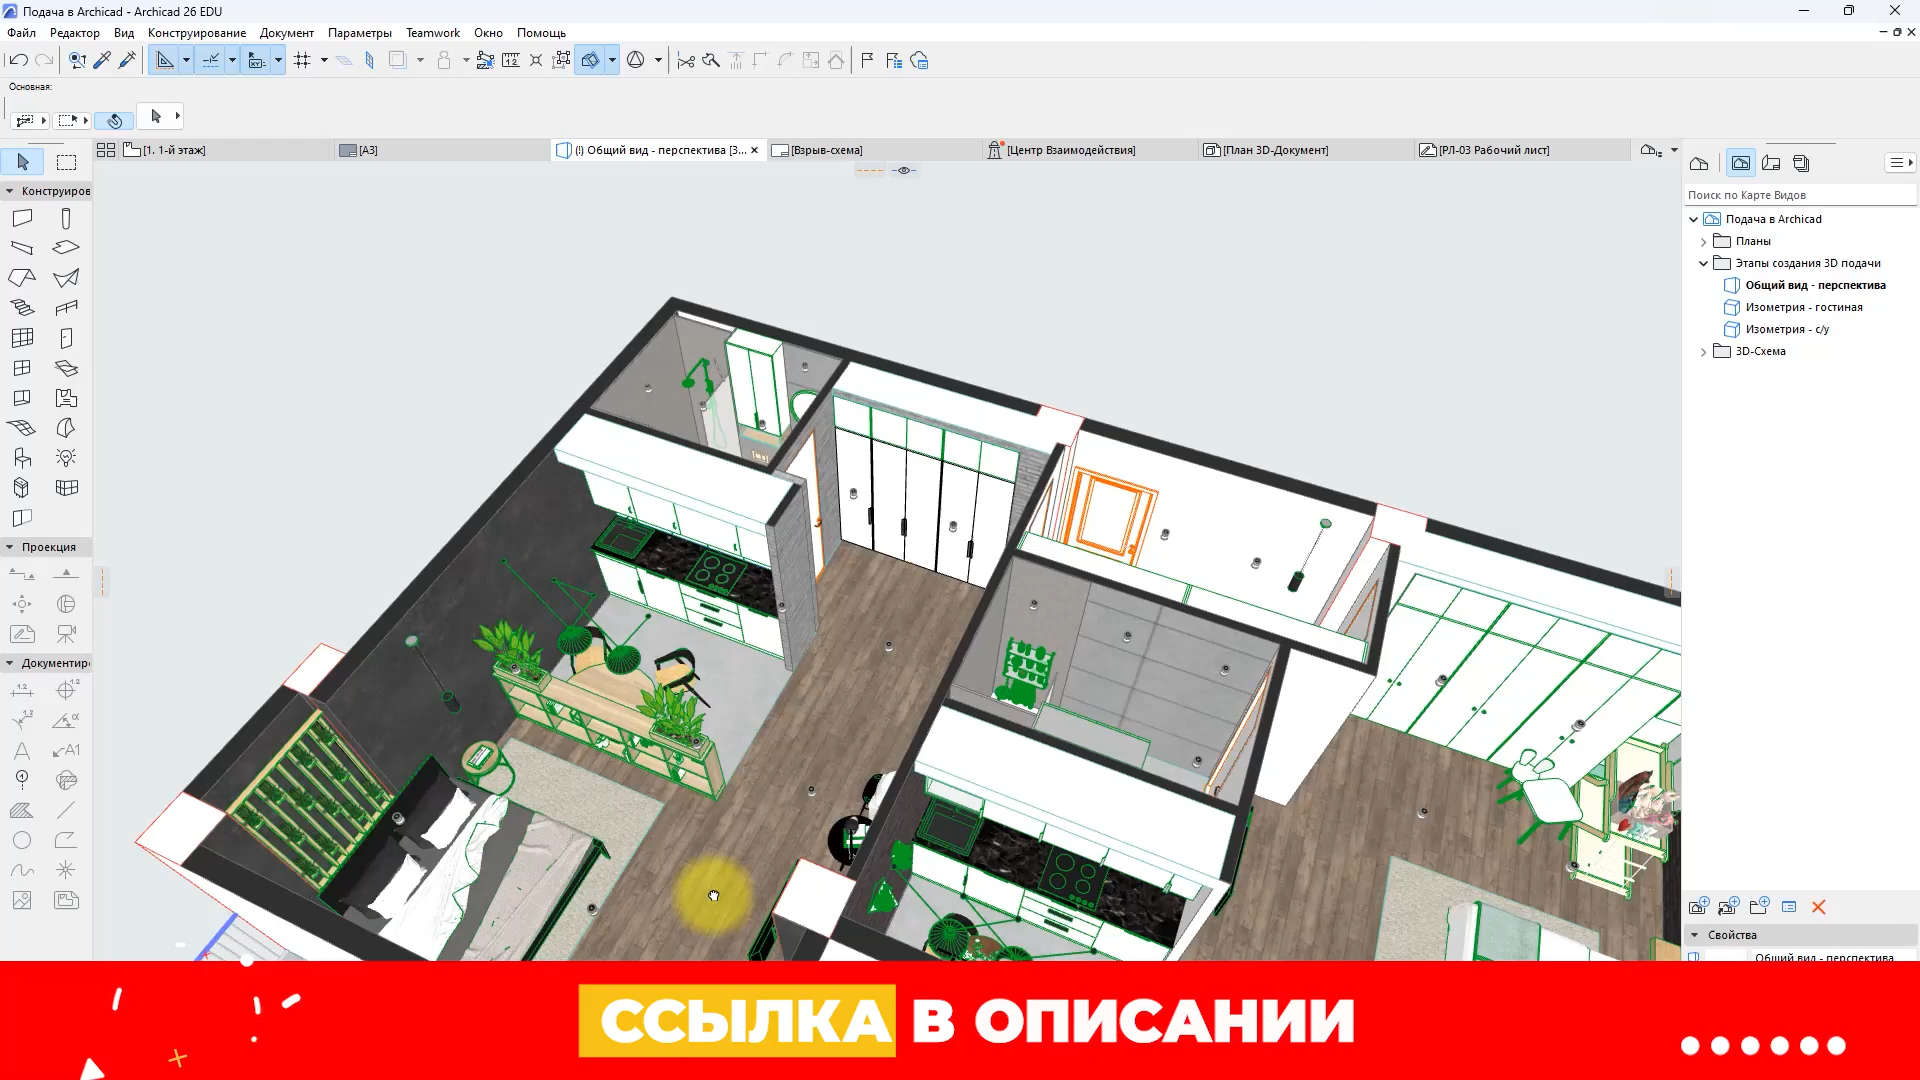 Подача в Archicad - Archicad 26 EDU
Файл Редактор Вид Конструирование Документ Параметры Teamwork Окно Помощь
Основная:
[1. 1-й этаж]
[A3]
(!) Общий вид - перспектива [3...
[Взрыв-схема]
[Центр Взаимодействия]
[План 3D-Документ]
[РЛ-03 Рабочий лист]
Конструиров
Проекция
Документир
Поиск по Карте Видов
Подача в Archicad
Планы
Этапы создания 3D подачи
Общий вид - перспектива
Изометрия - гостиная
Изометрия - с/у
3D-Схема
Свойства
Общий вид - перспектива
ССЫЛКА В ОПИСАНИИ